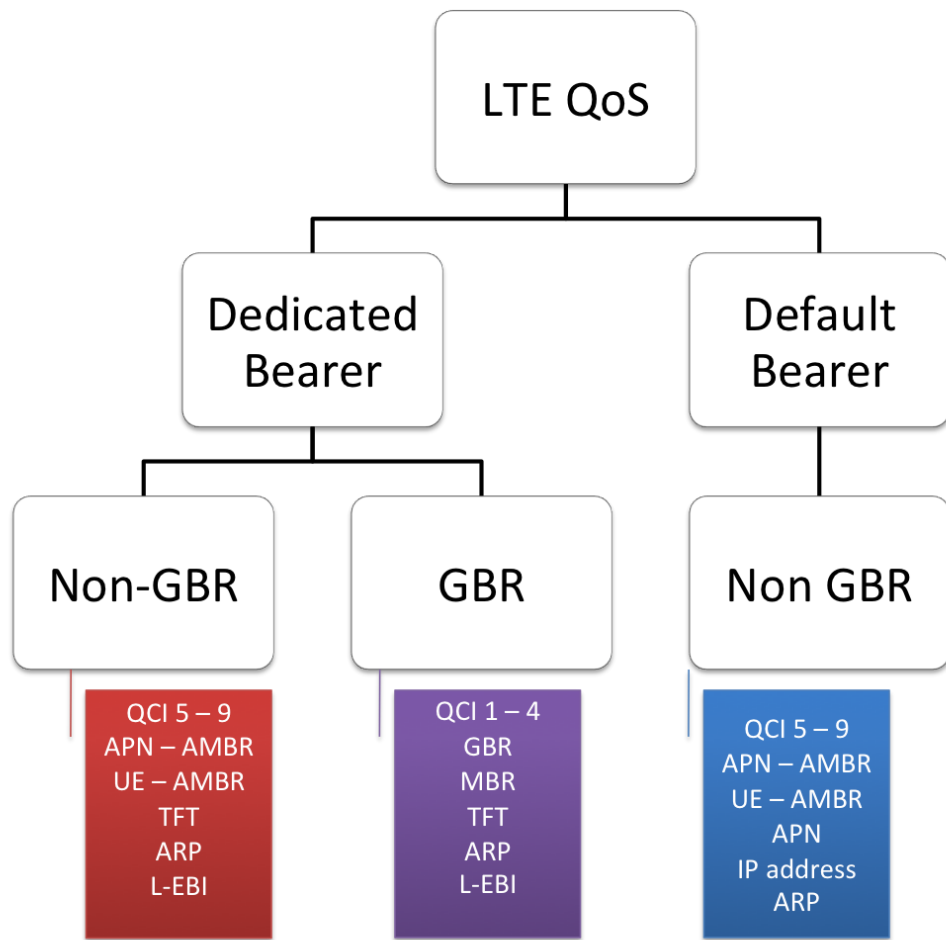 LTE QoS
Dedicated
Bearer
Default
Bearer
Non-GBR
GBR
Non GBR
QCI 5 – 9
APN – AMBR
UE – AMBR
TFT
ARP
L-EBI
QCI 1 – 4
GBR
MBR
TFT
ARP
L-EBI
QCI 5 – 9
APN – AMBR
UE – AMBR
APN
IP address
ARP